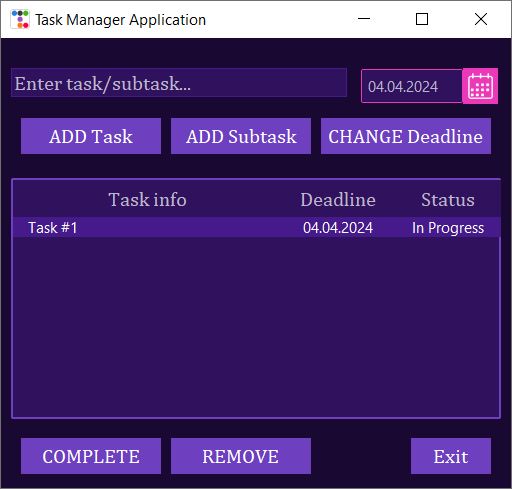 Task Manager Application
Enter task/subtask... 04.04.2024
ADD Task ADD Subtask CHANGE Deadline
Task info Deadline Status
Task #1 04.04.2024 In Progress
COMPLETE REMOVE Exit